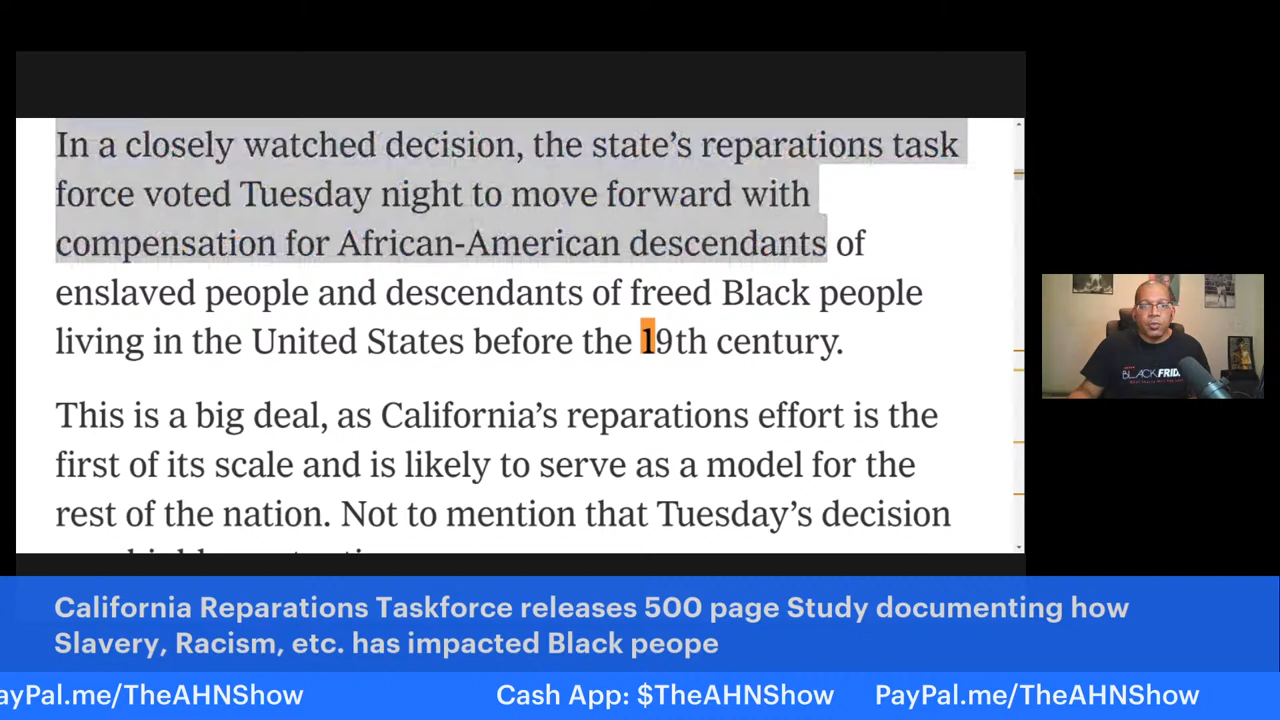 In a closely watched decision, the state's reparations task
force voted Tuesday night to move forward with
compensation for African-American descendants of
enslaved people and descendants of freed Black people
living in the United States before the 19th century.
This is a big deal, as California's reparations effort is the
first of its scale and is likely to serve as a model for the
rest of the nation. Not to mention that Tuesday's decision
BLACK FRID
California Reparations Taskforce releases 500 page Study documenting how
Slavery, Racism, etc. has impacted Black peope
ayPal.me/TheAHNShow Cash App: $TheAHNShow PayPal.me/TheAHNShow